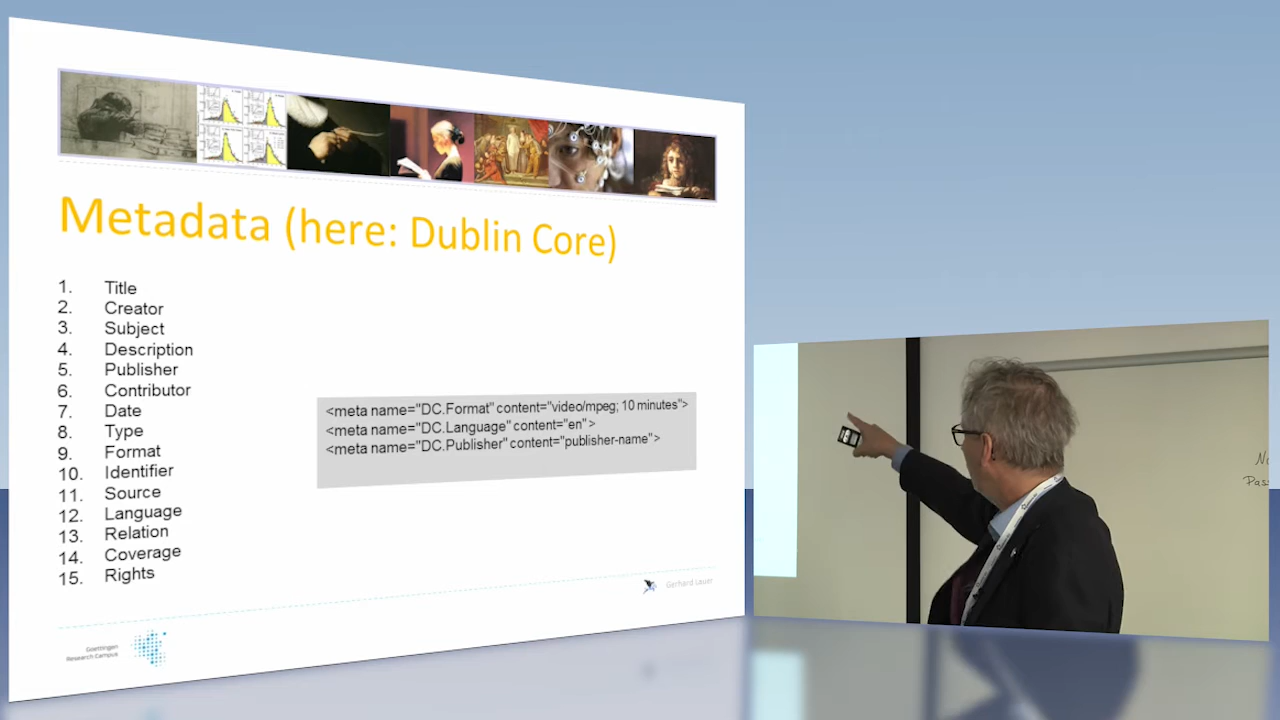 Metadata (here: Dublin Core)
1. Title
2. Creator
3. Subject
4. Description
5. Publisher
6. Contributor
7. Date
8. Type
9. Format
10. Identifier
11. Source
12. Language
13. Relation
14. Coverage
15. Rights
<meta name="DC.Format" content="video/mpeg; 10 minutes">
<meta name="DC.Language" content="en">
<meta name="DC.Publisher" content="publisher-name">
Gerhard Lauer
Goettingen
Research Campus